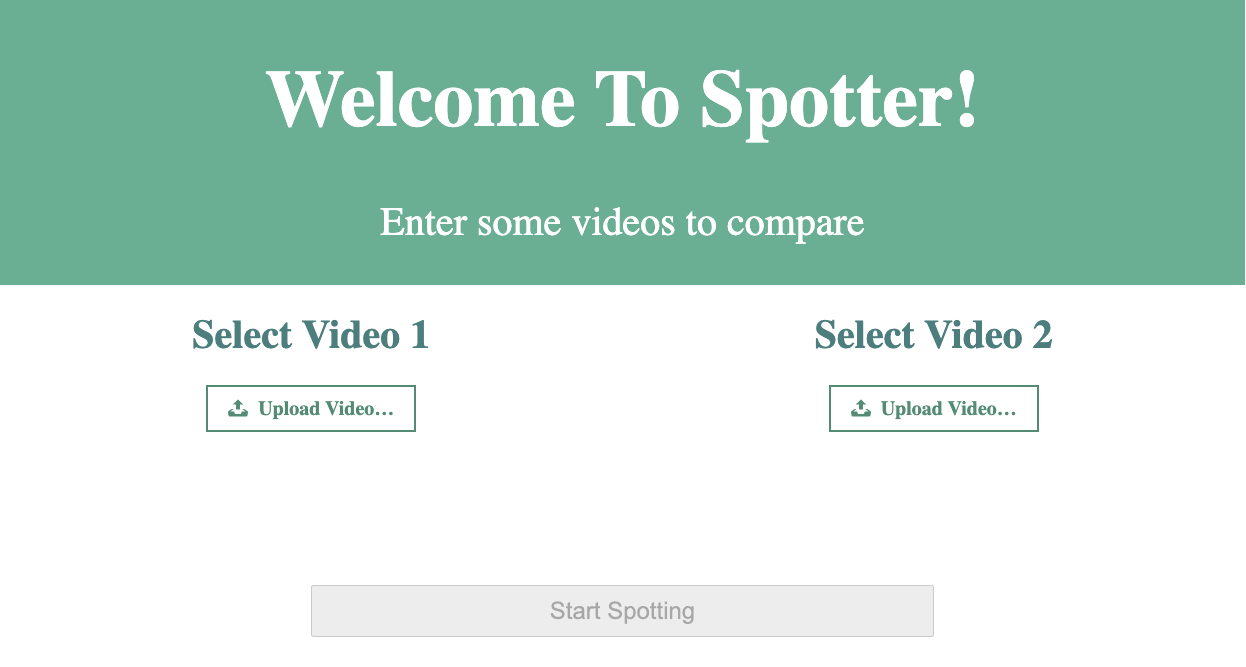 Welcome To Spotter!
Enter some videos to compare
Select Video 1
Select Video 2
Upload Video…
Upload Video…
Start Spotting